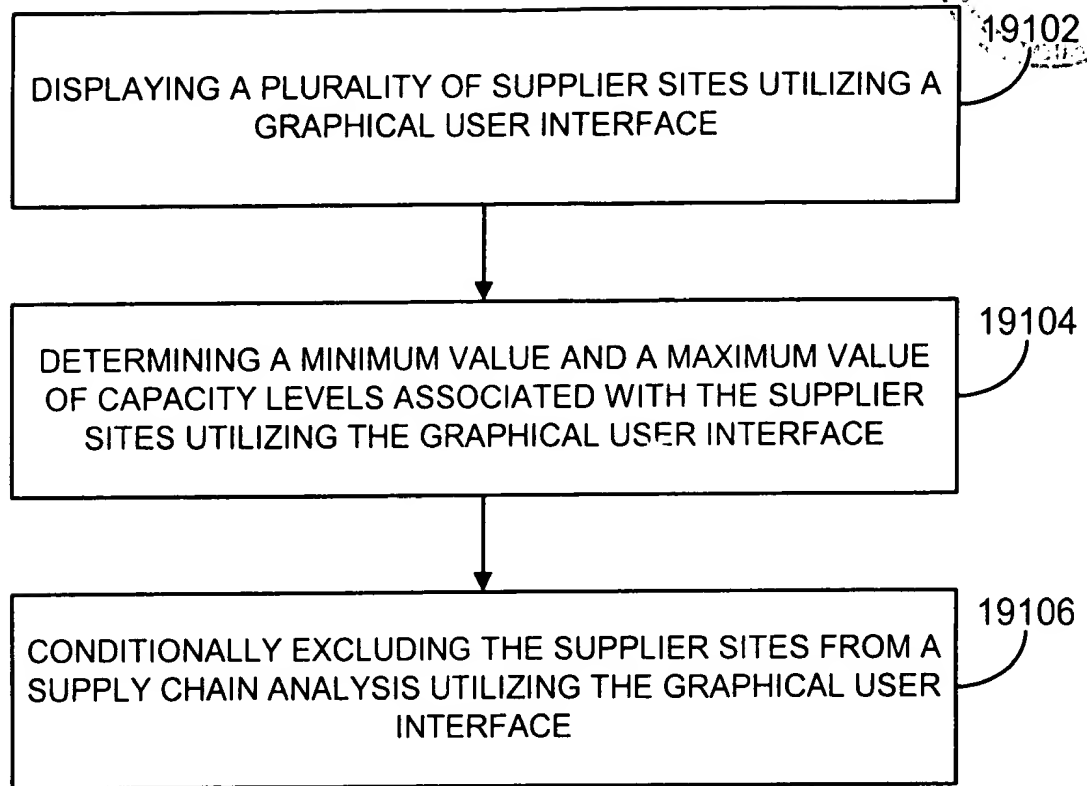 19102
DISPLAYING A PLURALITY OF SUPPLIER SITES UTILIZING A
GRAPHICAL USER INTERFACE
19104
DETERMINING A MINIMUM VALUE AND A MAXIMUM VALUE
OF CAPACITY LEVELS ASSOCIATED WITH THE SUPPLIER
SITES UTILIZING THE GRAPHICAL USER INTERFACE
19106
CONDITIONALLY EXCLUDING THE SUPPLIER SITES FROM A
SUPPLY CHAIN ANALYSIS UTILIZING THE GRAPHICAL USER
INTERFACE